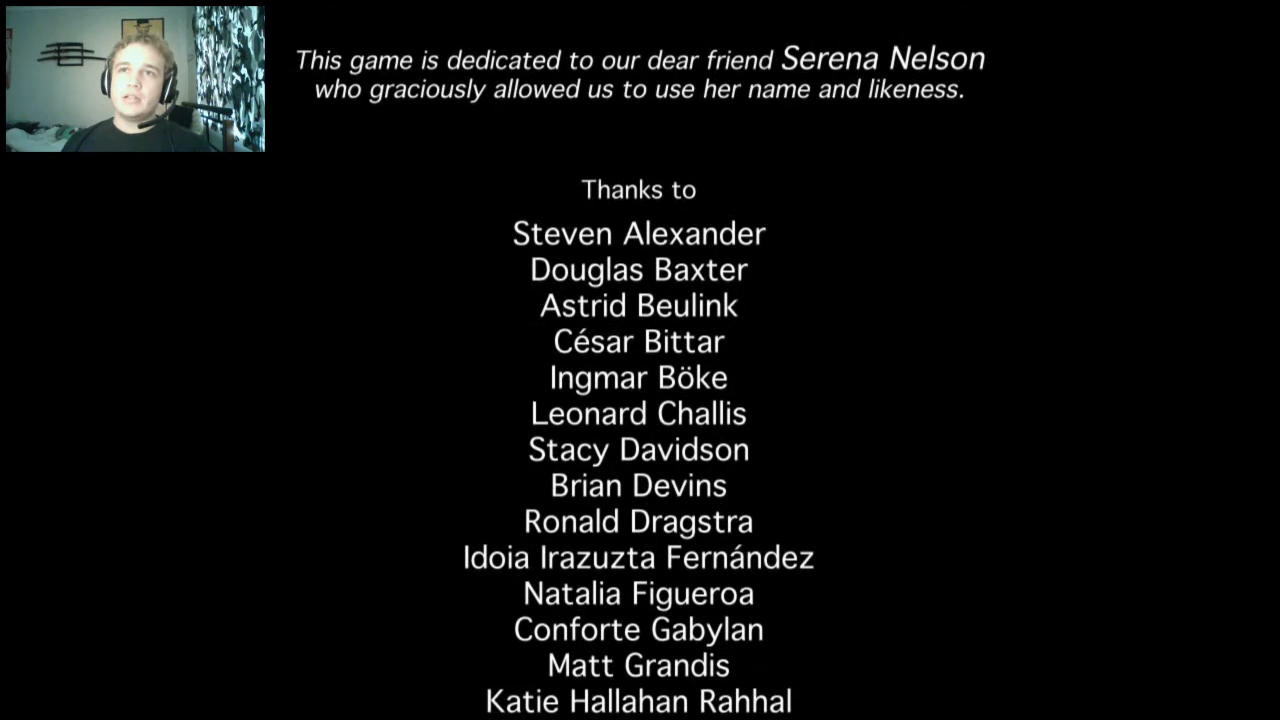 This game is dedicated to our dear friend Serena Nelson
who graciously allowed us to use her name and likeness.
Thanks to
Steven Alexander
Douglas Baxter
Astrid Beulink
César Bittar
Ingmar Böke
Leonard Challis
Stacy Davidson
Brian Devins
Ronald Dragstra
Idoia Irazuzta Fernández
Natalia Figueroa
Conforte Gabylan
Matt Grandis
Katie Hallahan Rahhal